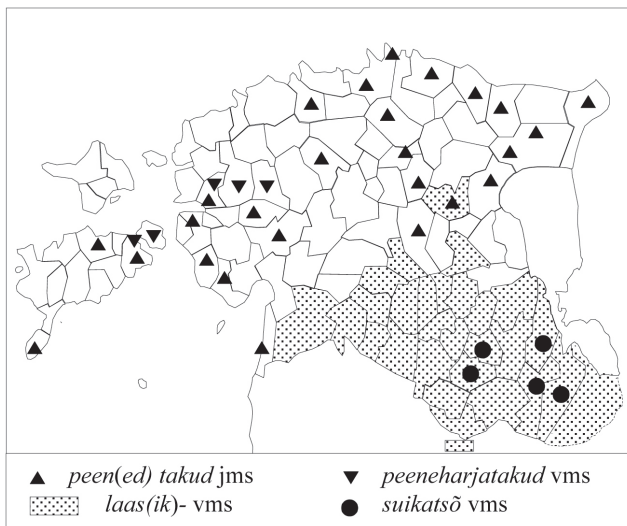 peen(ed) takud jms
peeneharjatakud vms
laas(ik)- vms
suikatsõ vms